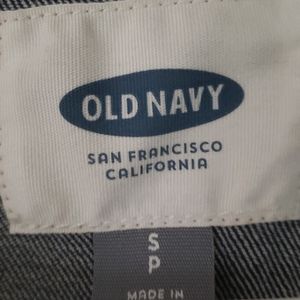 OLD NAVY
SAN FRANCISCO
CALIFORNIA
S
P
MADE IN